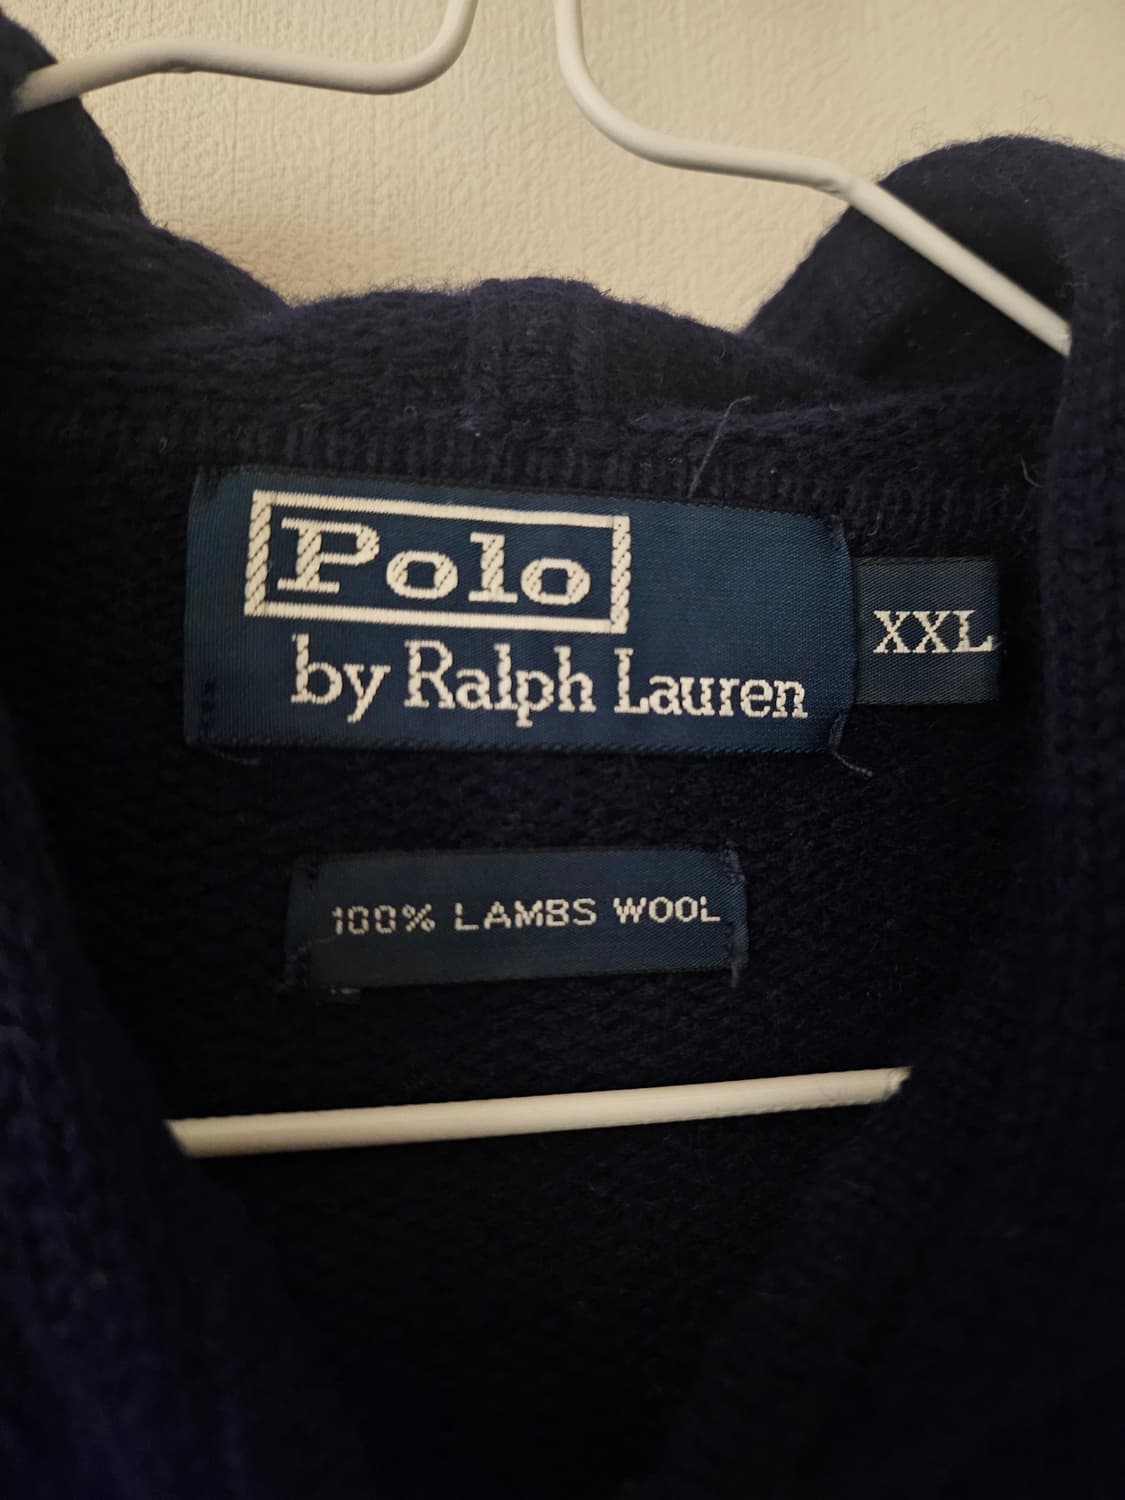 Polo
by Ralph Lauren
XXL
100% LAMBS WOOL